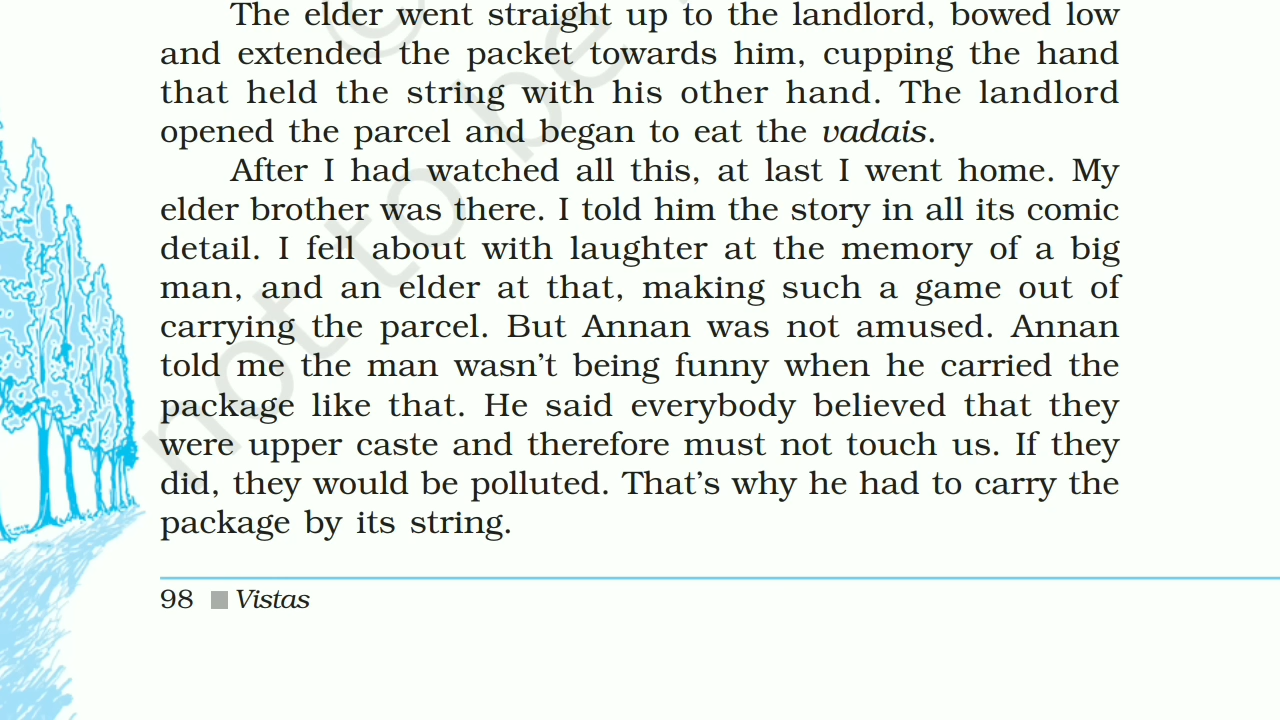 The elder went straight up to the landlord, bowed low
and extended the packet towards him, cupping the hand
that held the string with his other hand. The landlord
opened the parcel and began to eat the vadais.
After I had watched all this, at last I went home. My
elder brother was there. I told him the story in all its comic
detail. I fell about with laughter at the memory of a big
man, and an elder at that, making such a game out of
carrying the parcel. But Annan was not amused. Annan
told me the man wasn't being funny when he carried the
package like that. He said everybody believed that they
were upper caste and therefore must not touch us. If they
did, they would be polluted. That's why he had to carry the
package by its string.
98 ■ Vistas
©
not to be